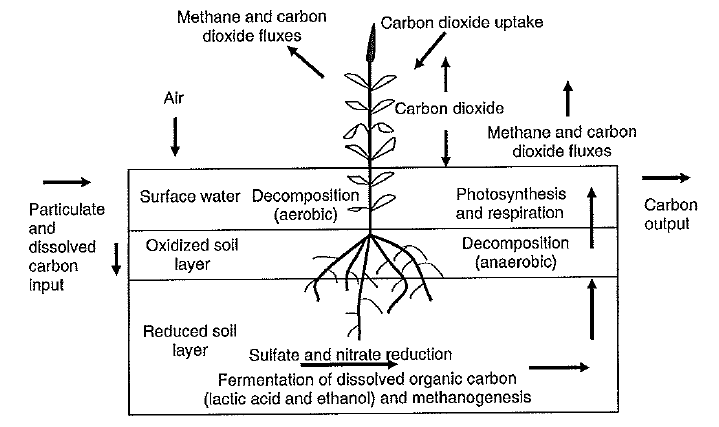 Methane and carbon
dioxide fluxes
Carbon dioxide uptake
Air
Carbon dioxide
Methane and carbon
dioxide fluxes
Particulate
and
dissolved
carbon
input
Surface water
Decomposition
(aerobic)
Photosynthesis
and respiration
Carbon
output
Oxidized soil
layer
Decomposition
(anaerobic)
Reduced soil
layer
Sulfate and nitrate reduction
Fermentation of dissolved organic carbon
(lactic acid and ethanol) and methanogenesis